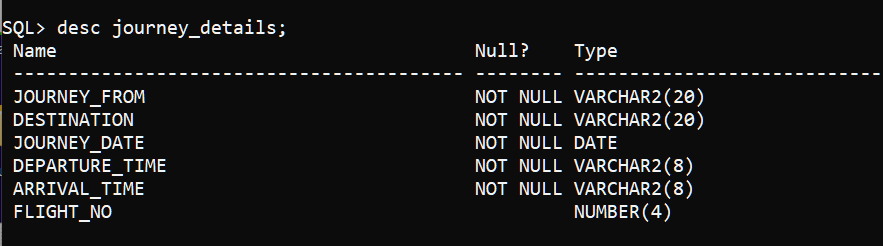 SQL> desc journey_details;
Name Null? Type
----------------------------------------- -------- ----------------------------
JOURNEY_FROM NOT NULL VARCHAR2(20)
DESTINATION NOT NULL VARCHAR2(20)
JOURNEY_DATE NOT NULL DATE
DEPARTURE_TIME NOT NULL VARCHAR2(8)
ARRIVAL_TIME NOT NULL VARCHAR2(8)
FLIGHT_NO NUMBER(4)